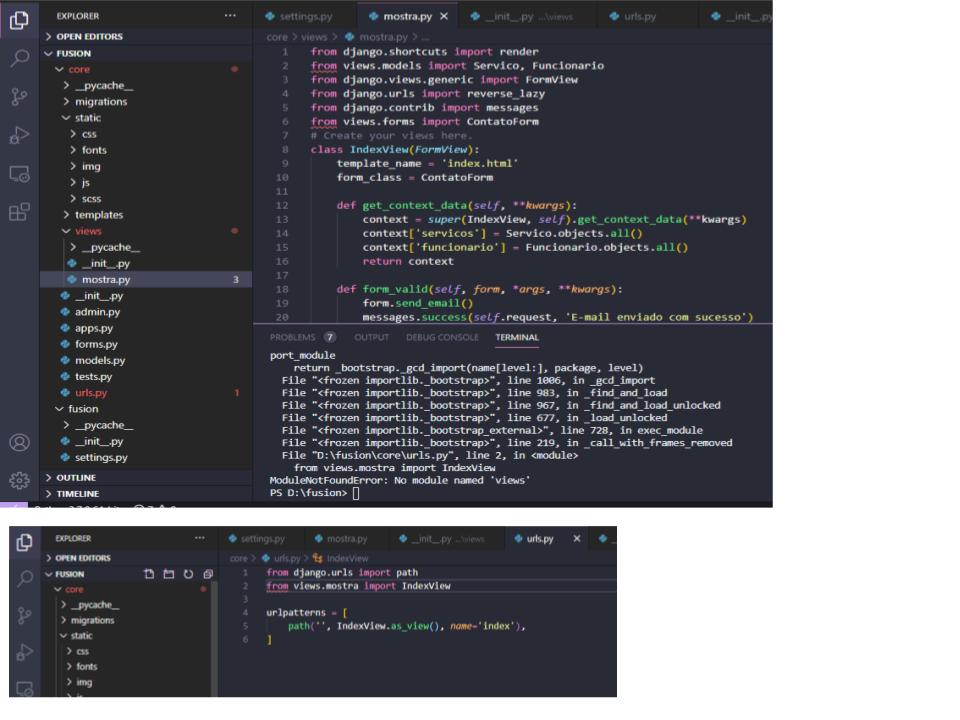 EXPLORER
...
settings.py
mostra.py
__init__.py ...\views
urls.py
__init__.py
OPEN EDITORS
FUSION
core
__pycache__
migrations
static
css
fonts
img
js
scss
templates
views
__pycache__
__init__.py
mostra.py 3
__init__.py
admin.py
apps.py
forms.py
models.py
tests.py
urls.py 1
fusion
__pycache__
__init__.py
settings.py
OUTLINE
TIMELINE
core > views > mostra.py > ...
1 from django.shortcuts import render
2 from views.models import Servico, Funcionario
3 from django.views.generic import FormView
4 from django.urls import reverse_lazy
5 from django.contrib import messages
6 from views.forms import ContatoForm
7 # Create your views here.
8 class IndexView(FormView):
9 template_name = 'index.html'
10 form_class = ContatoForm
11
12 def get_context_data(self, **kwargs):
13 context = super(IndexView, self).get_context_data(**kwargs)
14 context['servicos'] = Servico.objects.all()
15 context['funcionario'] = Funcionario.objects.all()
16 return context
17
18 def form_valid(self, form, *args, **kwargs):
19 form.send_email()
20 messages.success(self.request, 'E-mail enviado com sucesso')
PROBLEMS 7 OUTPUT DEBUG CONSOLE TERMINAL
port_module
return _bootstrap._gcd_import(name[level:], package, level)
File "<frozen importlib._bootstrap>", line 1006, in _gcd_import
File "<frozen importlib._bootstrap>", line 983, in _find_and_load
File "<frozen importlib._bootstrap>", line 967, in _find_and_load_unlocked
File "<frozen importlib._bootstrap>", line 677, in _load_unlocked
File "<frozen importlib._bootstrap_external>", line 728, in exec_module
File "<frozen importlib._bootstrap>", line 219, in _call_with_frames_removed
File "D:\fusion\core\urls.py", line 2, in <module>
from views.mostra import IndexView
ModuleNotFoundError: No module named 'views'
PS D:\fusion>
EXPLORER
...
settings.py
mostra.py
__init__.py ...\views
urls.py
OPEN EDITORS
FUSION
core
__pycache__
migrations
static
css
fonts
img
core > urls.py > IndexView
1 from django.urls import path
2 from views.mostra import IndexView
3
4 urlpatterns = [
5 path('', IndexView.as_view(), name='index'),
6 ]